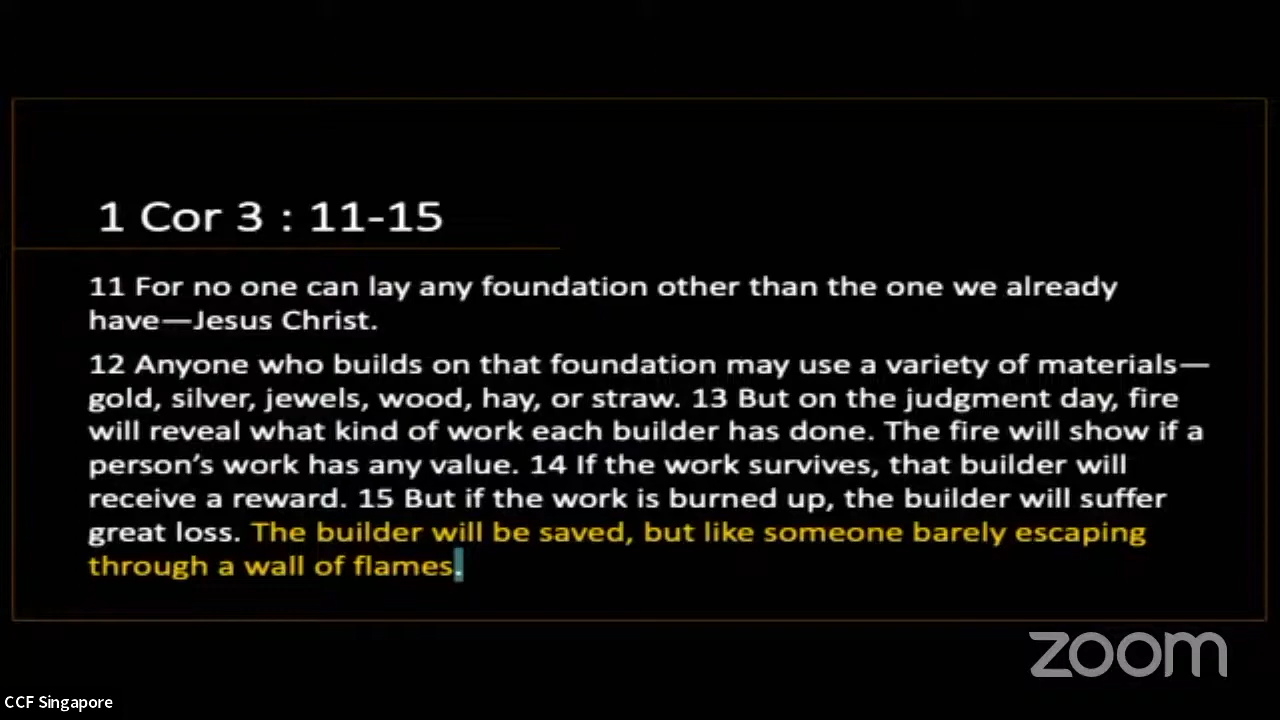 1 Cor 3 : 11-15
11 For no one can lay any foundation other than the one we already
have—Jesus Christ.
12 Anyone who builds on that foundation may use a variety of materials—
gold, silver, jewels, wood, hay, or straw. 13 But on the judgment day, fire
will reveal what kind of work each builder has done. The fire will show if a
person’s work has any value. 14 If the work survives, that builder will
receive a reward. 15 But if the work is burned up, the builder will suffer
great loss. The builder will be saved, but like someone barely escaping
through a wall of flames.
zoom
CCF Singapore